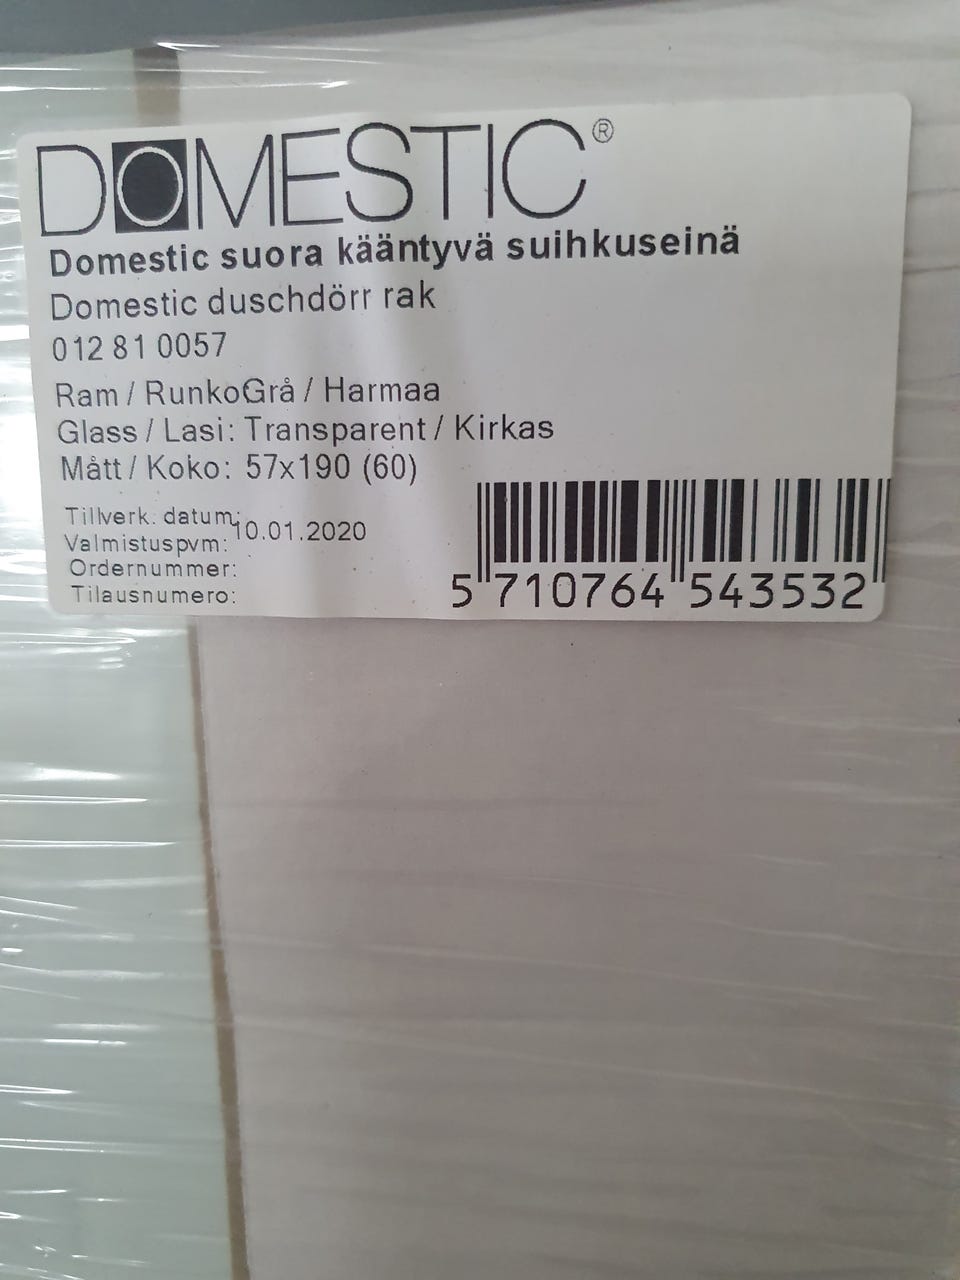 DOMESTIC®
Domestic suora kääntyvä suihkuseinä
Domestic duschdörr rak
012 81 0057
Ram / RunkoGrå / Harmaa
Glass / Lasi: Transparent / Kirkas
Mått / Koko: 57x190 (60)
Tillverk. datum:
Valmistuspvm: 10.01.2020
Ordernummer:
Tilausnumero:
5 710764 543532